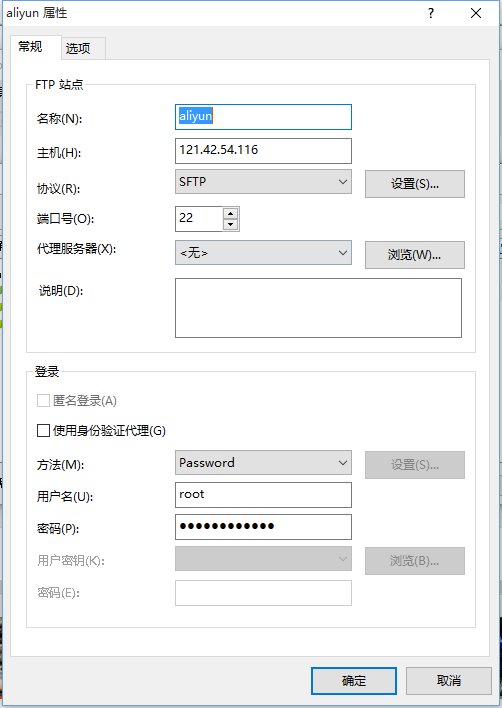 aliyun 属性
常规 选项
FTP 站点
名称(N): aliyun
主机(H): 121.42.54.116
协议(R): SFTP 设置(S)...
端口号(O): 22
代理服务器(X): <无> 浏览(W)...
说明(D):
登录
匿名登录(A)
使用身份验证代理(G)
方法(M): Password 设置(S)...
用户名(U): root
密码(P): ●●●●●●●●●●●●
用户密钥(K): 浏览(B)...
密码(E):
确定 取消